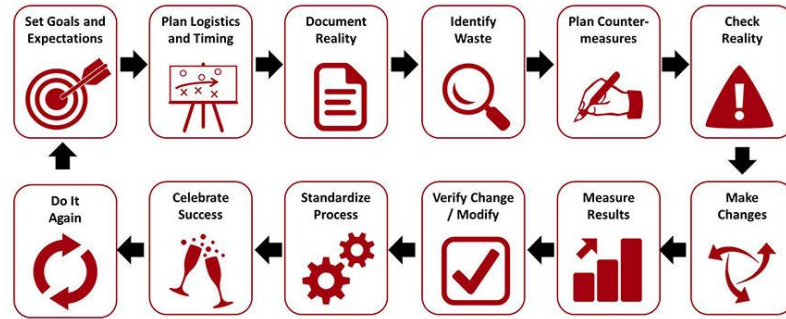 Set Goals and
Expectations
Plan Logistics
and Timing
Document
Reality
Identify
Waste
Plan Counter-
measures
Check
Reality
Make
Changes
Measure
Results
Verify Change
/ Modify
Standardize
Process
Celebrate
Success
Do It
Again